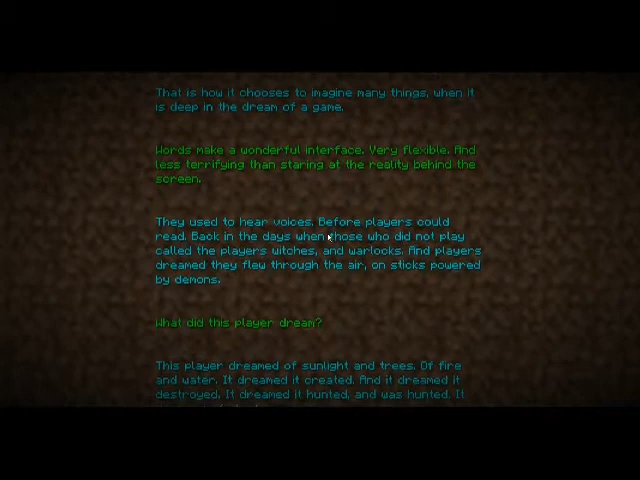 That is how it chooses to imagine many things, when it
is deep in the dream of a game.
Words make a wonderful interface. Very flexible. And
less terrifying than staring at the reality behind the
screen.
They used to hear voices. Before players could
read. Back in the days when those who did not play
called the players witches, and warlocks. And players
dreamed they flew through the air, on sticks powered
by demons.
What did this player dream?
This player dreamed of sunlight and trees. Of fire
and water. It dreamed it created. And it dreamed it
destroyed. It dreamed it hunted, and was hunted. It